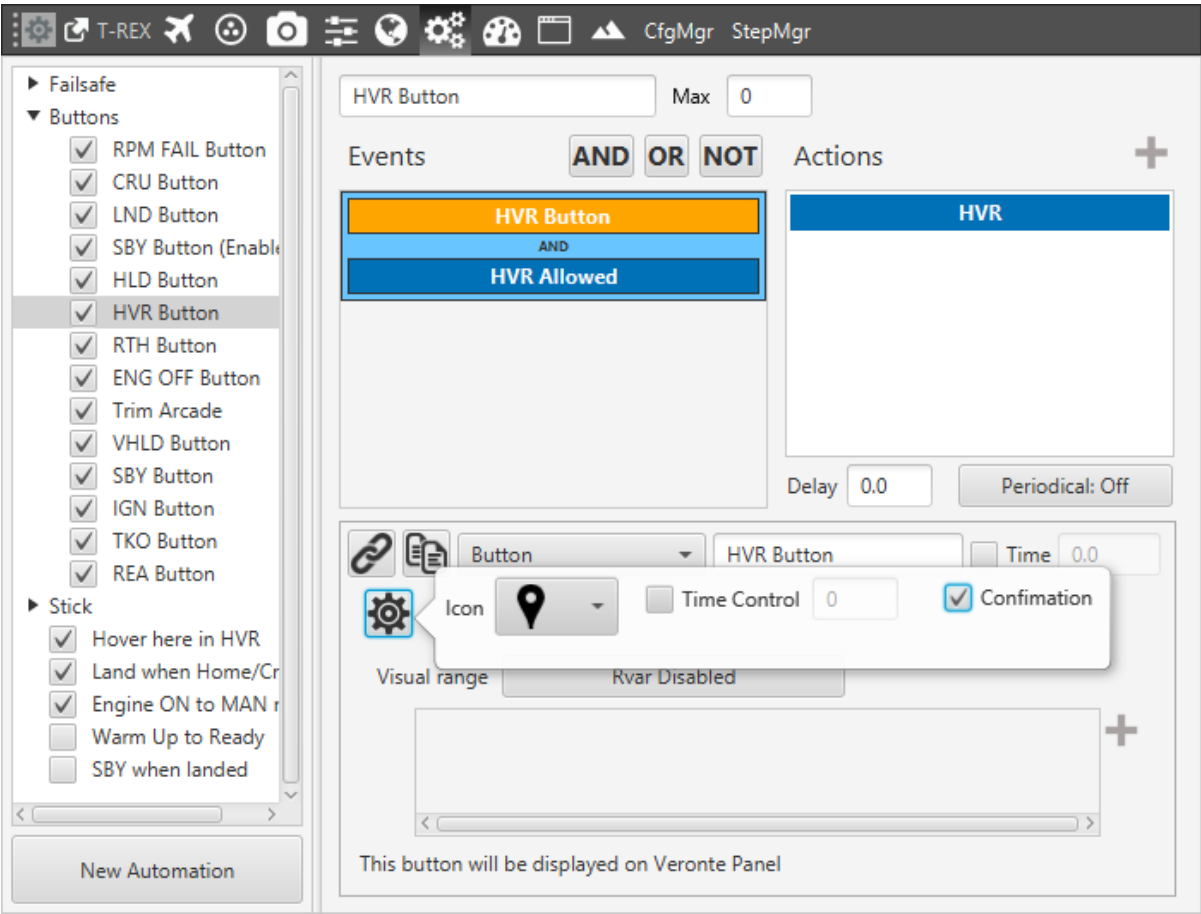 T-REX CfgMgr StepMgr
Failsafe
Buttons
RPM FAIL Button
CRU Button
LND Button
SBY Button (Enable
HLD Button
HVR Button
RTH Button
ENG OFF Button
Trim Arcade
VHLD Button
SBY Button
IGN Button
TKO Button
REA Button
Stick
Hover here in HVR
Land when Home/Cr
Engine ON to MAN r
Warm Up to Ready
SBY when landed
New Automation
HVR Button Max 0
Events AND OR NOT Actions
HVR Button
AND
HVR Allowed
HVR
Delay 0.0 Periodical: Off
Button HVR Button Time 0.0
Icon Time Control 0 Confimation
Visual range Rvar Disabled
This button will be displayed on Veronte Panel